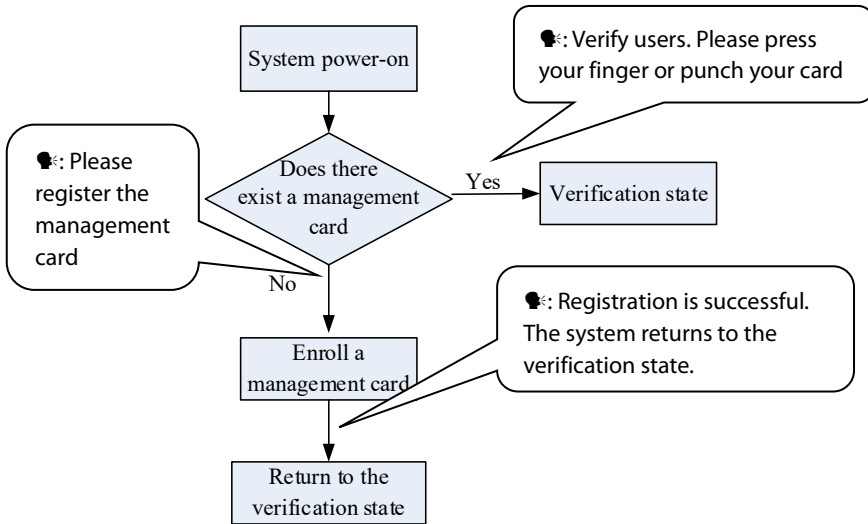 System power-on
🗣: Verify users. Please press
your finger or punch your card
🗣: Please
register the
management
card
Does there
exist a management
card
Yes
Verification state
No
🗣: Registration is successful.
The system returns to the
verification state.
Enroll a
management card
Return to the
verification state